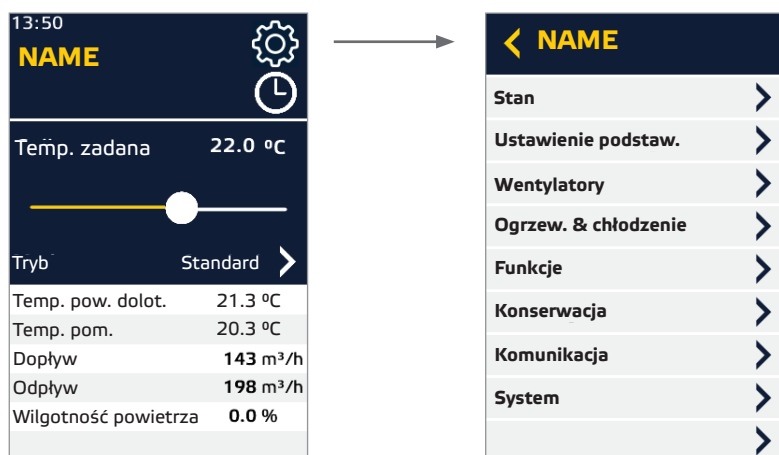 13:50
NAME
Temp. zadana 22.0 ºC
Tryb Standard
Temp. pow. dolot. 21.3 ºC
Temp. pom. 20.3 ºC
Dopływ 143 m³/h
Odpływ 198 m³/h
Wilgotność powietrza 0.0 %
NAME
Stan
Ustawienie podstaw.
Wentylatory
Ogrzew. & chłodzenie
Funkcje
Konserwacja
Komunikacja
System